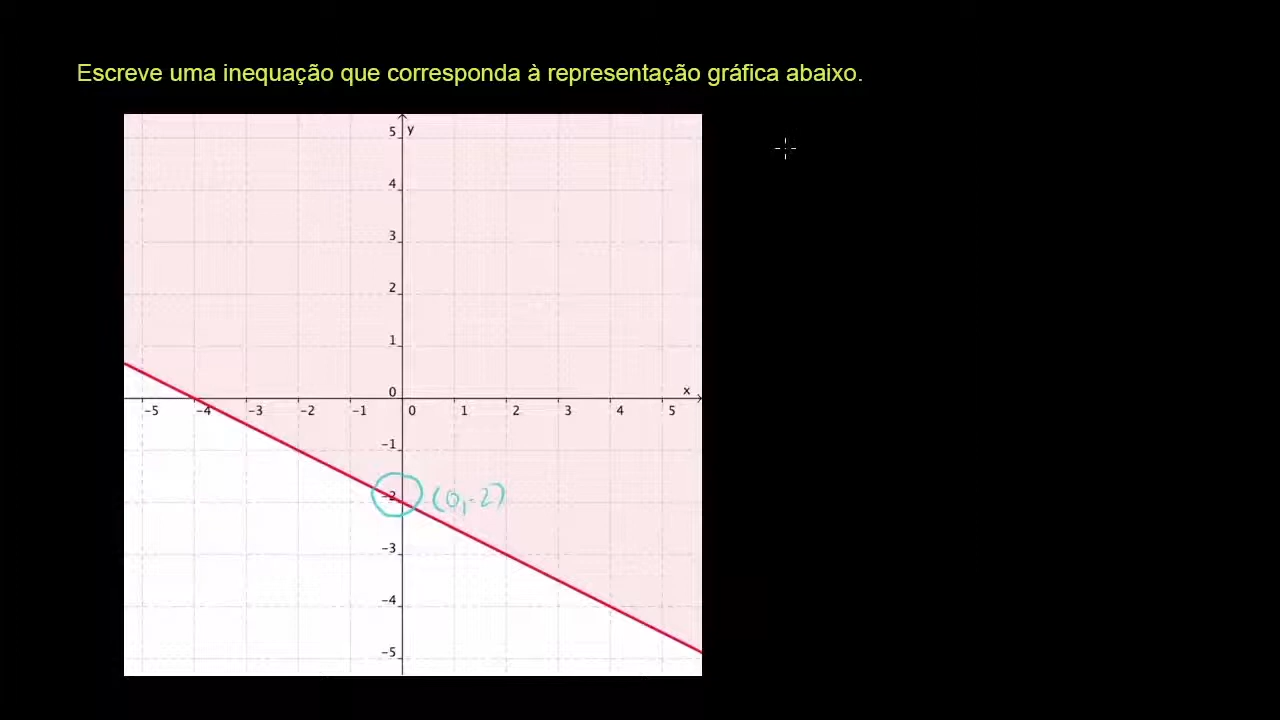 Escreve uma inequação que corresponda à representação gráfica abaixo.
y
5
4
3
2
1
0
x
-5 -4 -3 -2 -1 0 1 2 3 4 5
-1
-2 (0,-2)
-3
-4
-5